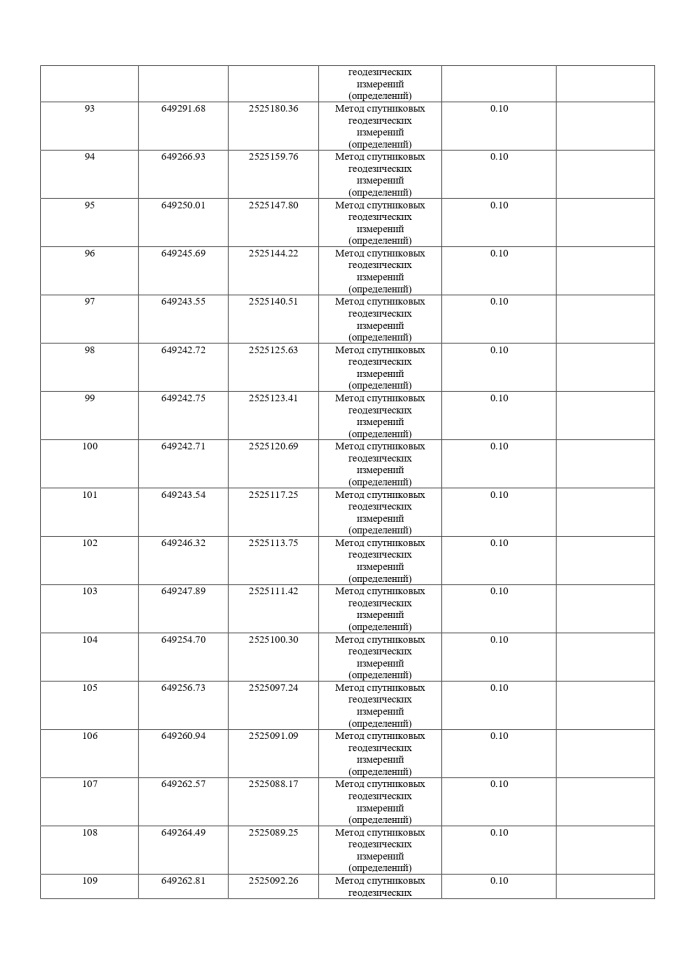 геодезических
измерений
(определений)
93 649291.68 2525180.36 Метод спутниковых 0.10
геодезических
измерений
(определений)
94 649266.93 2525159.76 Метод спутниковых 0.10
геодезических
измерений
(определений)
95 649250.01 2525147.80 Метод спутниковых 0.10
геодезических
измерений
(определений)
96 649245.69 2525144.22 Метод спутниковых 0.10
геодезических
измерений
(определений)
97 649243.55 2525140.51 Метод спутниковых 0.10
геодезических
измерений
(определений)
98 649242.72 2525125.63 Метод спутниковых 0.10
геодезических
измерений
(определений)
99 649242.75 2525123.41 Метод спутниковых 0.10
геодезических
измерений
(определений)
100 649242.71 2525120.69 Метод спутниковых 0.10
геодезических
измерений
(определений)
101 649243.54 2525117.25 Метод спутниковых 0.10
геодезических
измерений
(определений)
102 649246.32 2525113.75 Метод спутниковых 0.10
геодезических
измерений
(определений)
103 649247.89 2525111.42 Метод спутниковых 0.10
геодезических
измерений
(определений)
104 649254.70 2525100.30 Метод спутниковых 0.10
геодезических
измерений
(определений)
105 649256.73 2525097.24 Метод спутниковых 0.10
геодезических
измерений
(определений)
106 649260.94 2525091.09 Метод спутниковых 0.10
геодезических
измерений
(определений)
107 649262.57 2525088.17 Метод спутниковых 0.10
геодезических
измерений
(определений)
108 649264.49 2525089.25 Метод спутниковых 0.10
геодезических
измерений
(определений)
109 649262.81 2525092.26 Метод спутниковых 0.10
геодезических